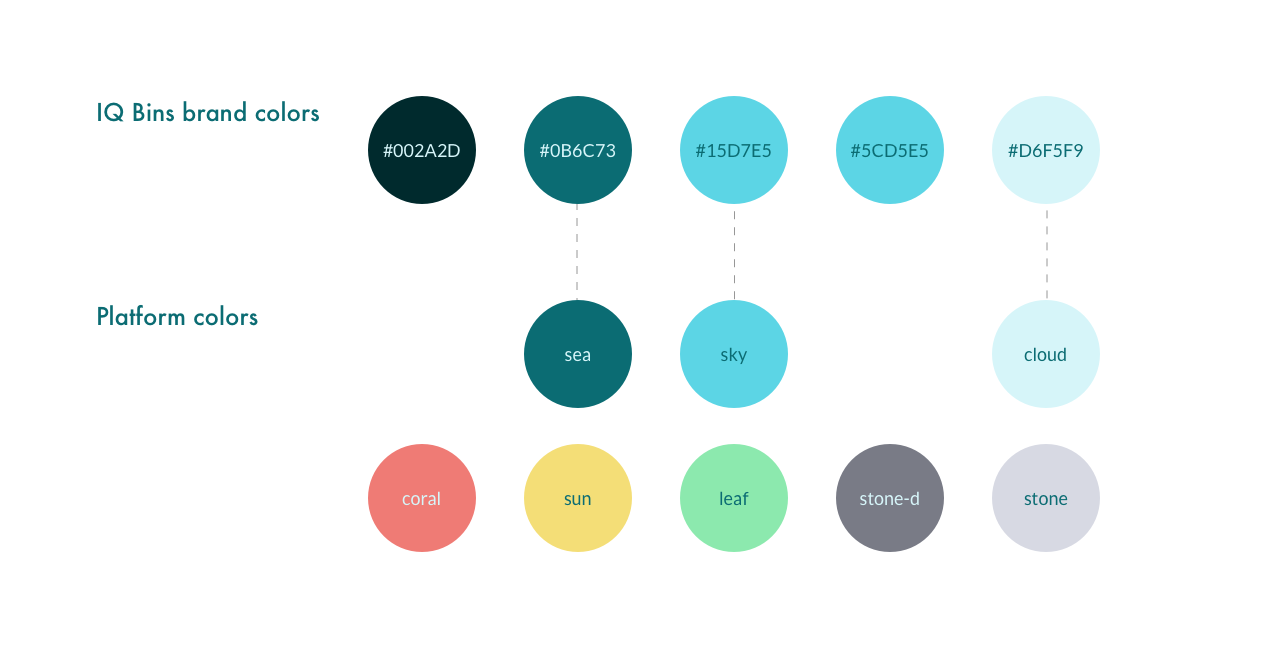 IQ Bins brand colors
#002A2D
#0B6C73
#15D7E5
#5CD5E5
#D6F5F9
Platform colors
sea
sky
cloud
coral
sun
leaf
stone-d
stone